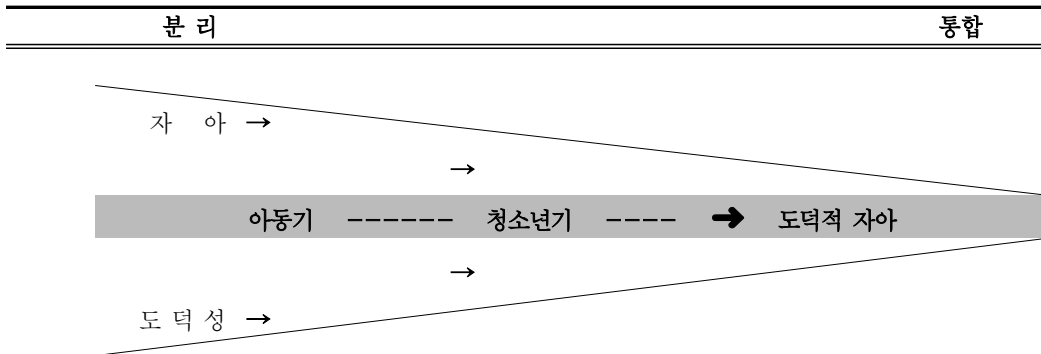 분 리 통합
자 아 →
→
아동기 ------ 청소년기 ---- ➜ 도덕적 자아
→
도 덕 성 →